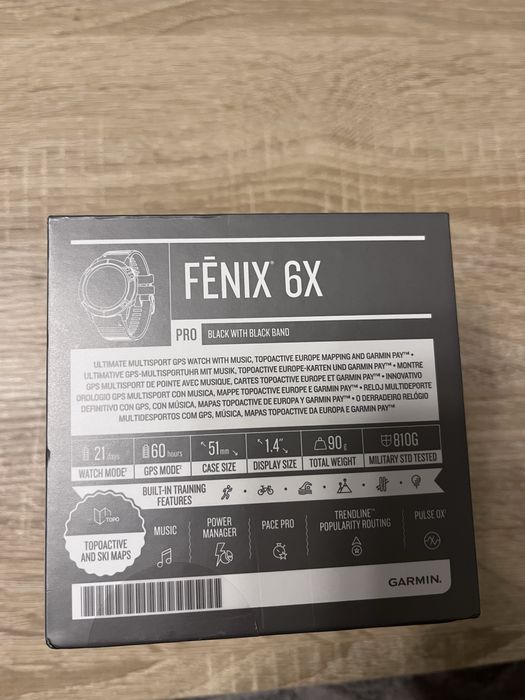 FĒNIX® 6X
PRO BLACK WITH BLACK BAND
ULTIMATE MULTISPORT GPS WATCH WITH MUSIC, TOPOACTIVE EUROPE MAPPING AND GARMIN PAY™ •
ULTIMATIVE GPS-MULTISPORTUHR MIT MUSIK, TOPOACTIVE EUROPE-KARTEN UND GARMIN PAY™ • MONTRE
GPS MULTISPORT DE POINTE AVEC MUSIQUE, CARTES TOPOACTIVE EUROPE ET GARMIN PAY™ • INNOVATIVO
OROLOGIO GPS MULTISPORT CON MUSICA, MAPPE TOPOACTIVE EUROPE E GARMIN PAY™ • RELOJ MULTIDEPORTE
DEFINITIVO CON GPS, CON MÚSICA, MAPAS TOPOACTIVE DE EUROPA Y GARMIN PAY™ • O DERRADEIRO RELÓGIO
MULTIDESPORTOS COM GPS, MÚSICA, MAPAS TOPOACTIVE DA EUROPA E GARMIN PAY™
21 days 60 hours 51 mm 1.4" 90 g 810G
WATCH MODE¹ GPS MODE² CASE SIZE DISPLAY SIZE TOTAL WEIGHT MILITARY STD TESTED
BUILT-IN TRAINING
FEATURES
TOPO
TOPOACTIVE
AND SKI MAPS
MUSIC
POWER
MANAGER
PACE PRO
TRENDLINE™
POPULARITY ROUTING
PULSE OX³
GARMIN.